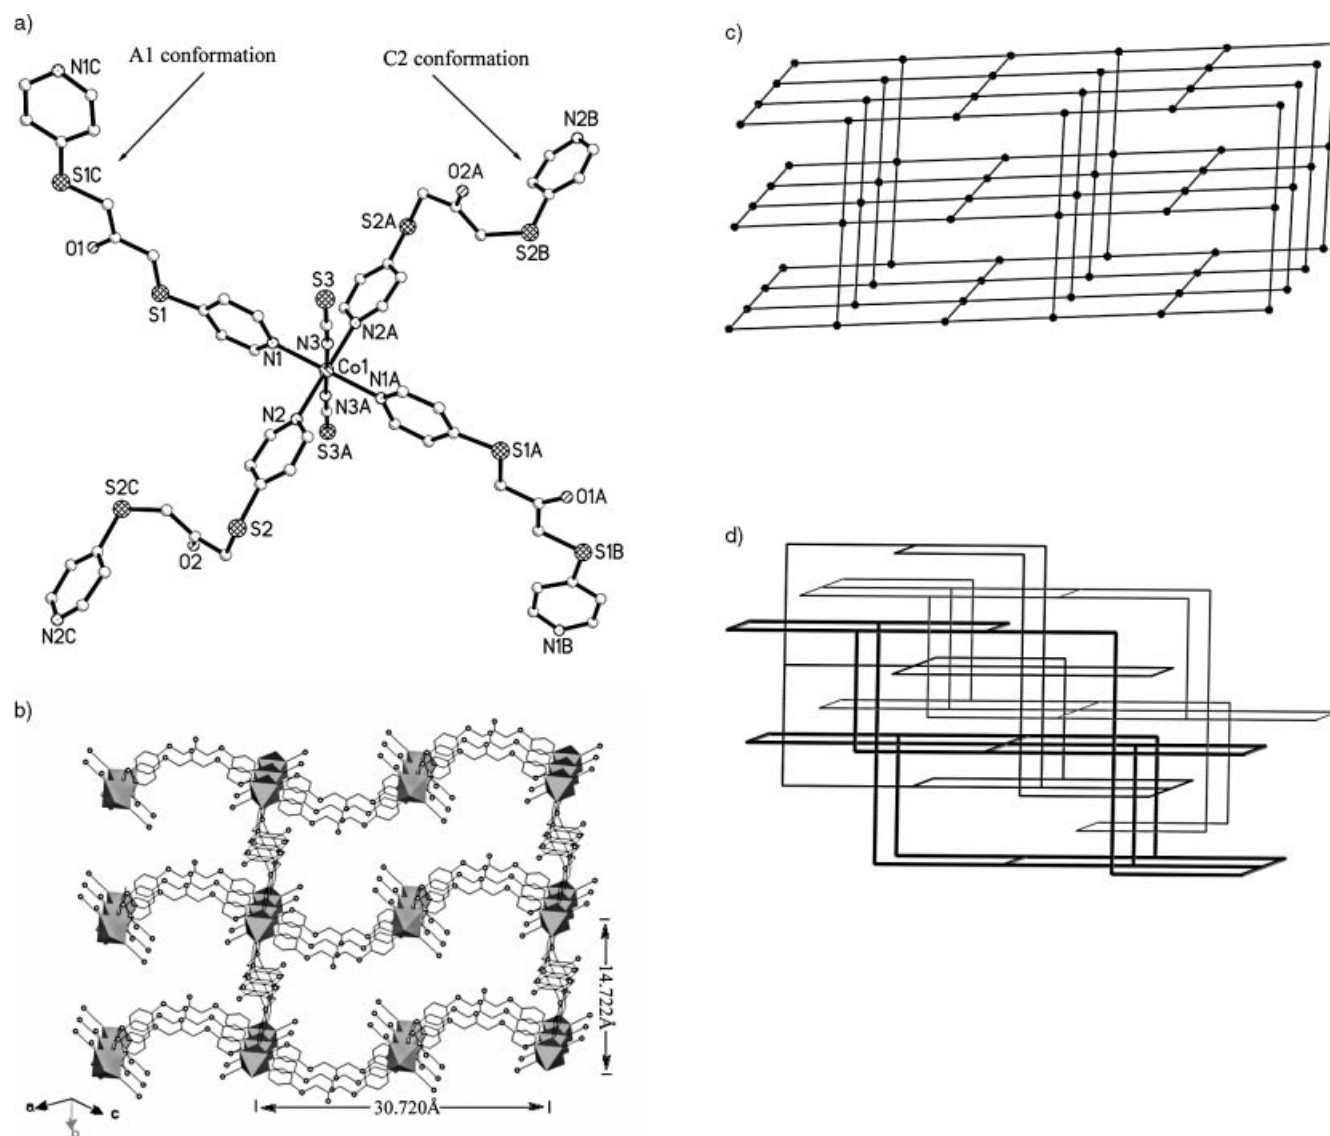 a)
A1 conformation
C2 conformation
N1C
N2B
S1C
O2A
S2A
S2B
O1
S1
S3
N2A
N3
N1
Co1
N1A
N2
N3A
S3A
S1A
S2C
S2
O1A
O2
S1B
N2C
N1B
b)
14.722Å
30.720Å
a
c
c)
d)